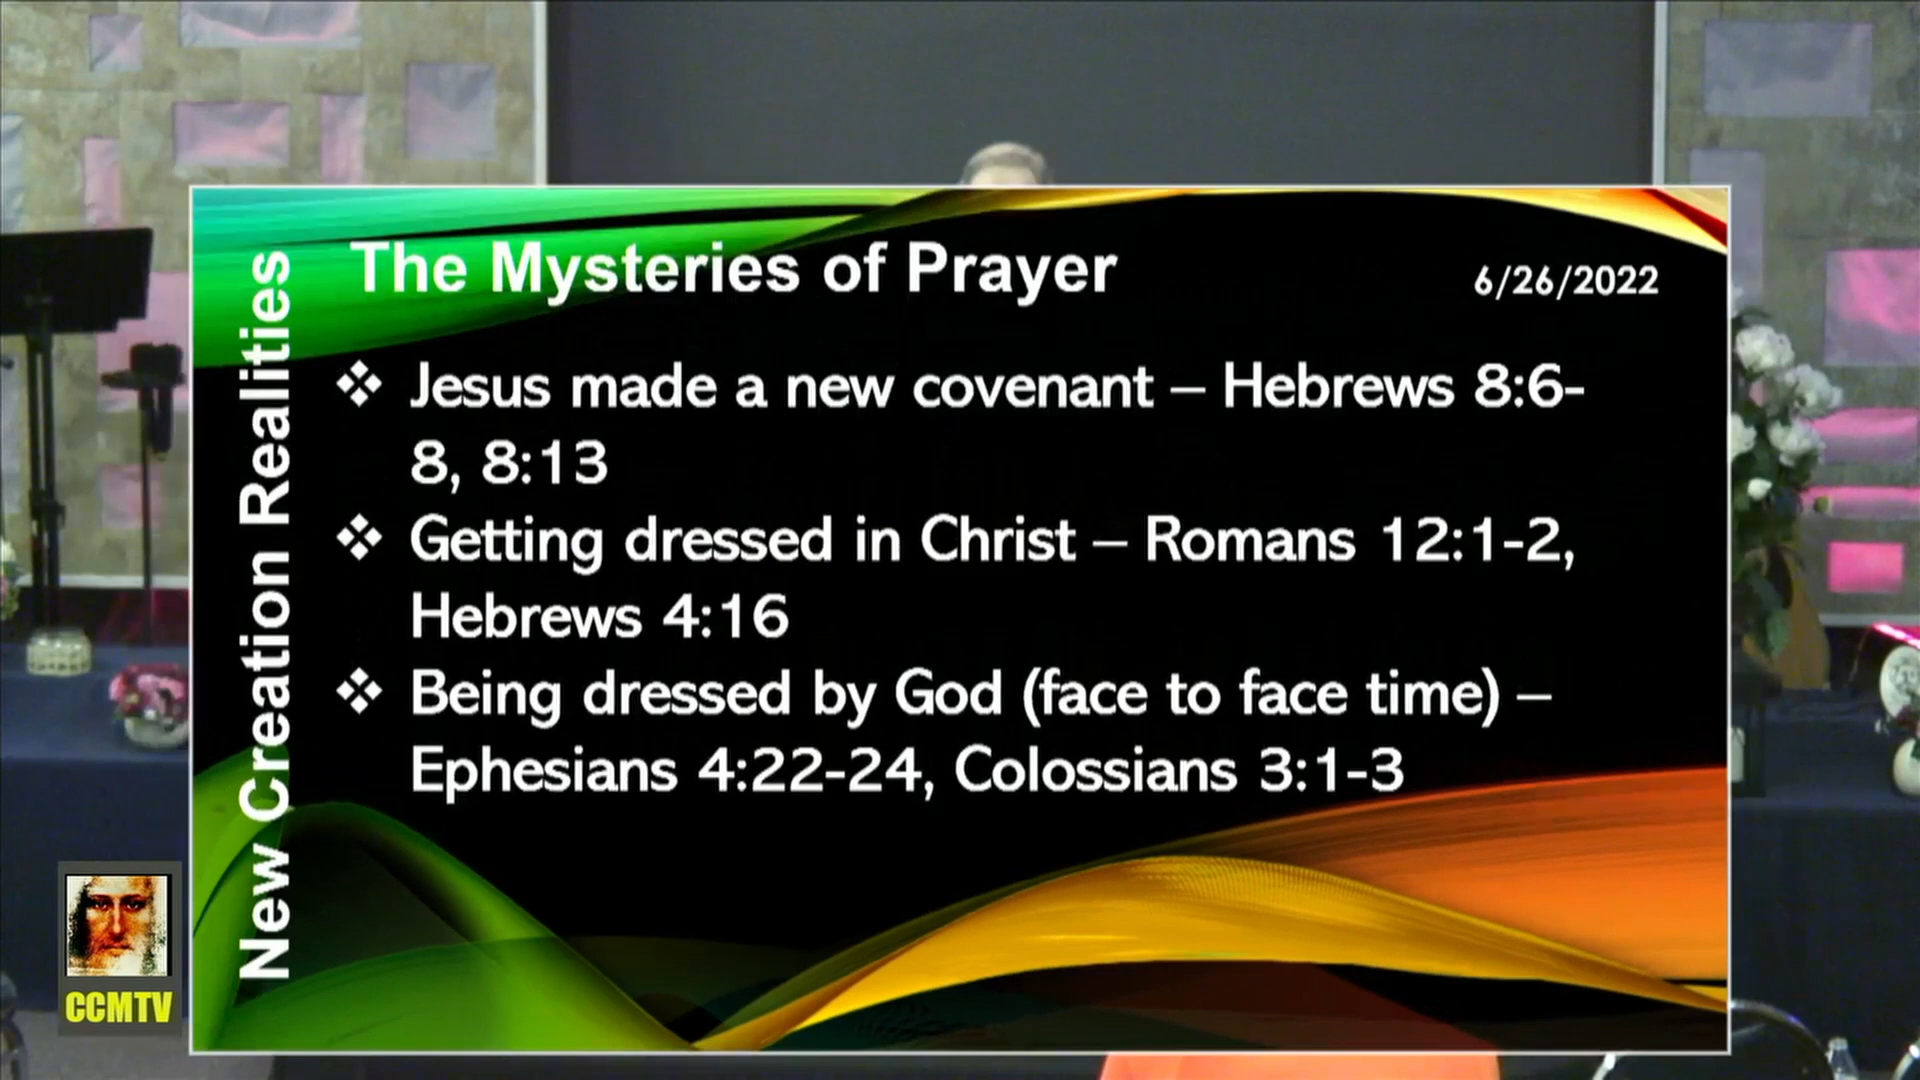 The Mysteries of Prayer
6/26/2022
New Creation Realities
❖ Jesus made a new covenant – Hebrews 8:6-
8, 8:13
❖ Getting dressed in Christ – Romans 12:1-2,
Hebrews 4:16
❖ Being dressed by God (face to face time) –
Ephesians 4:22-24, Colossians 3:1-3
CCMTV